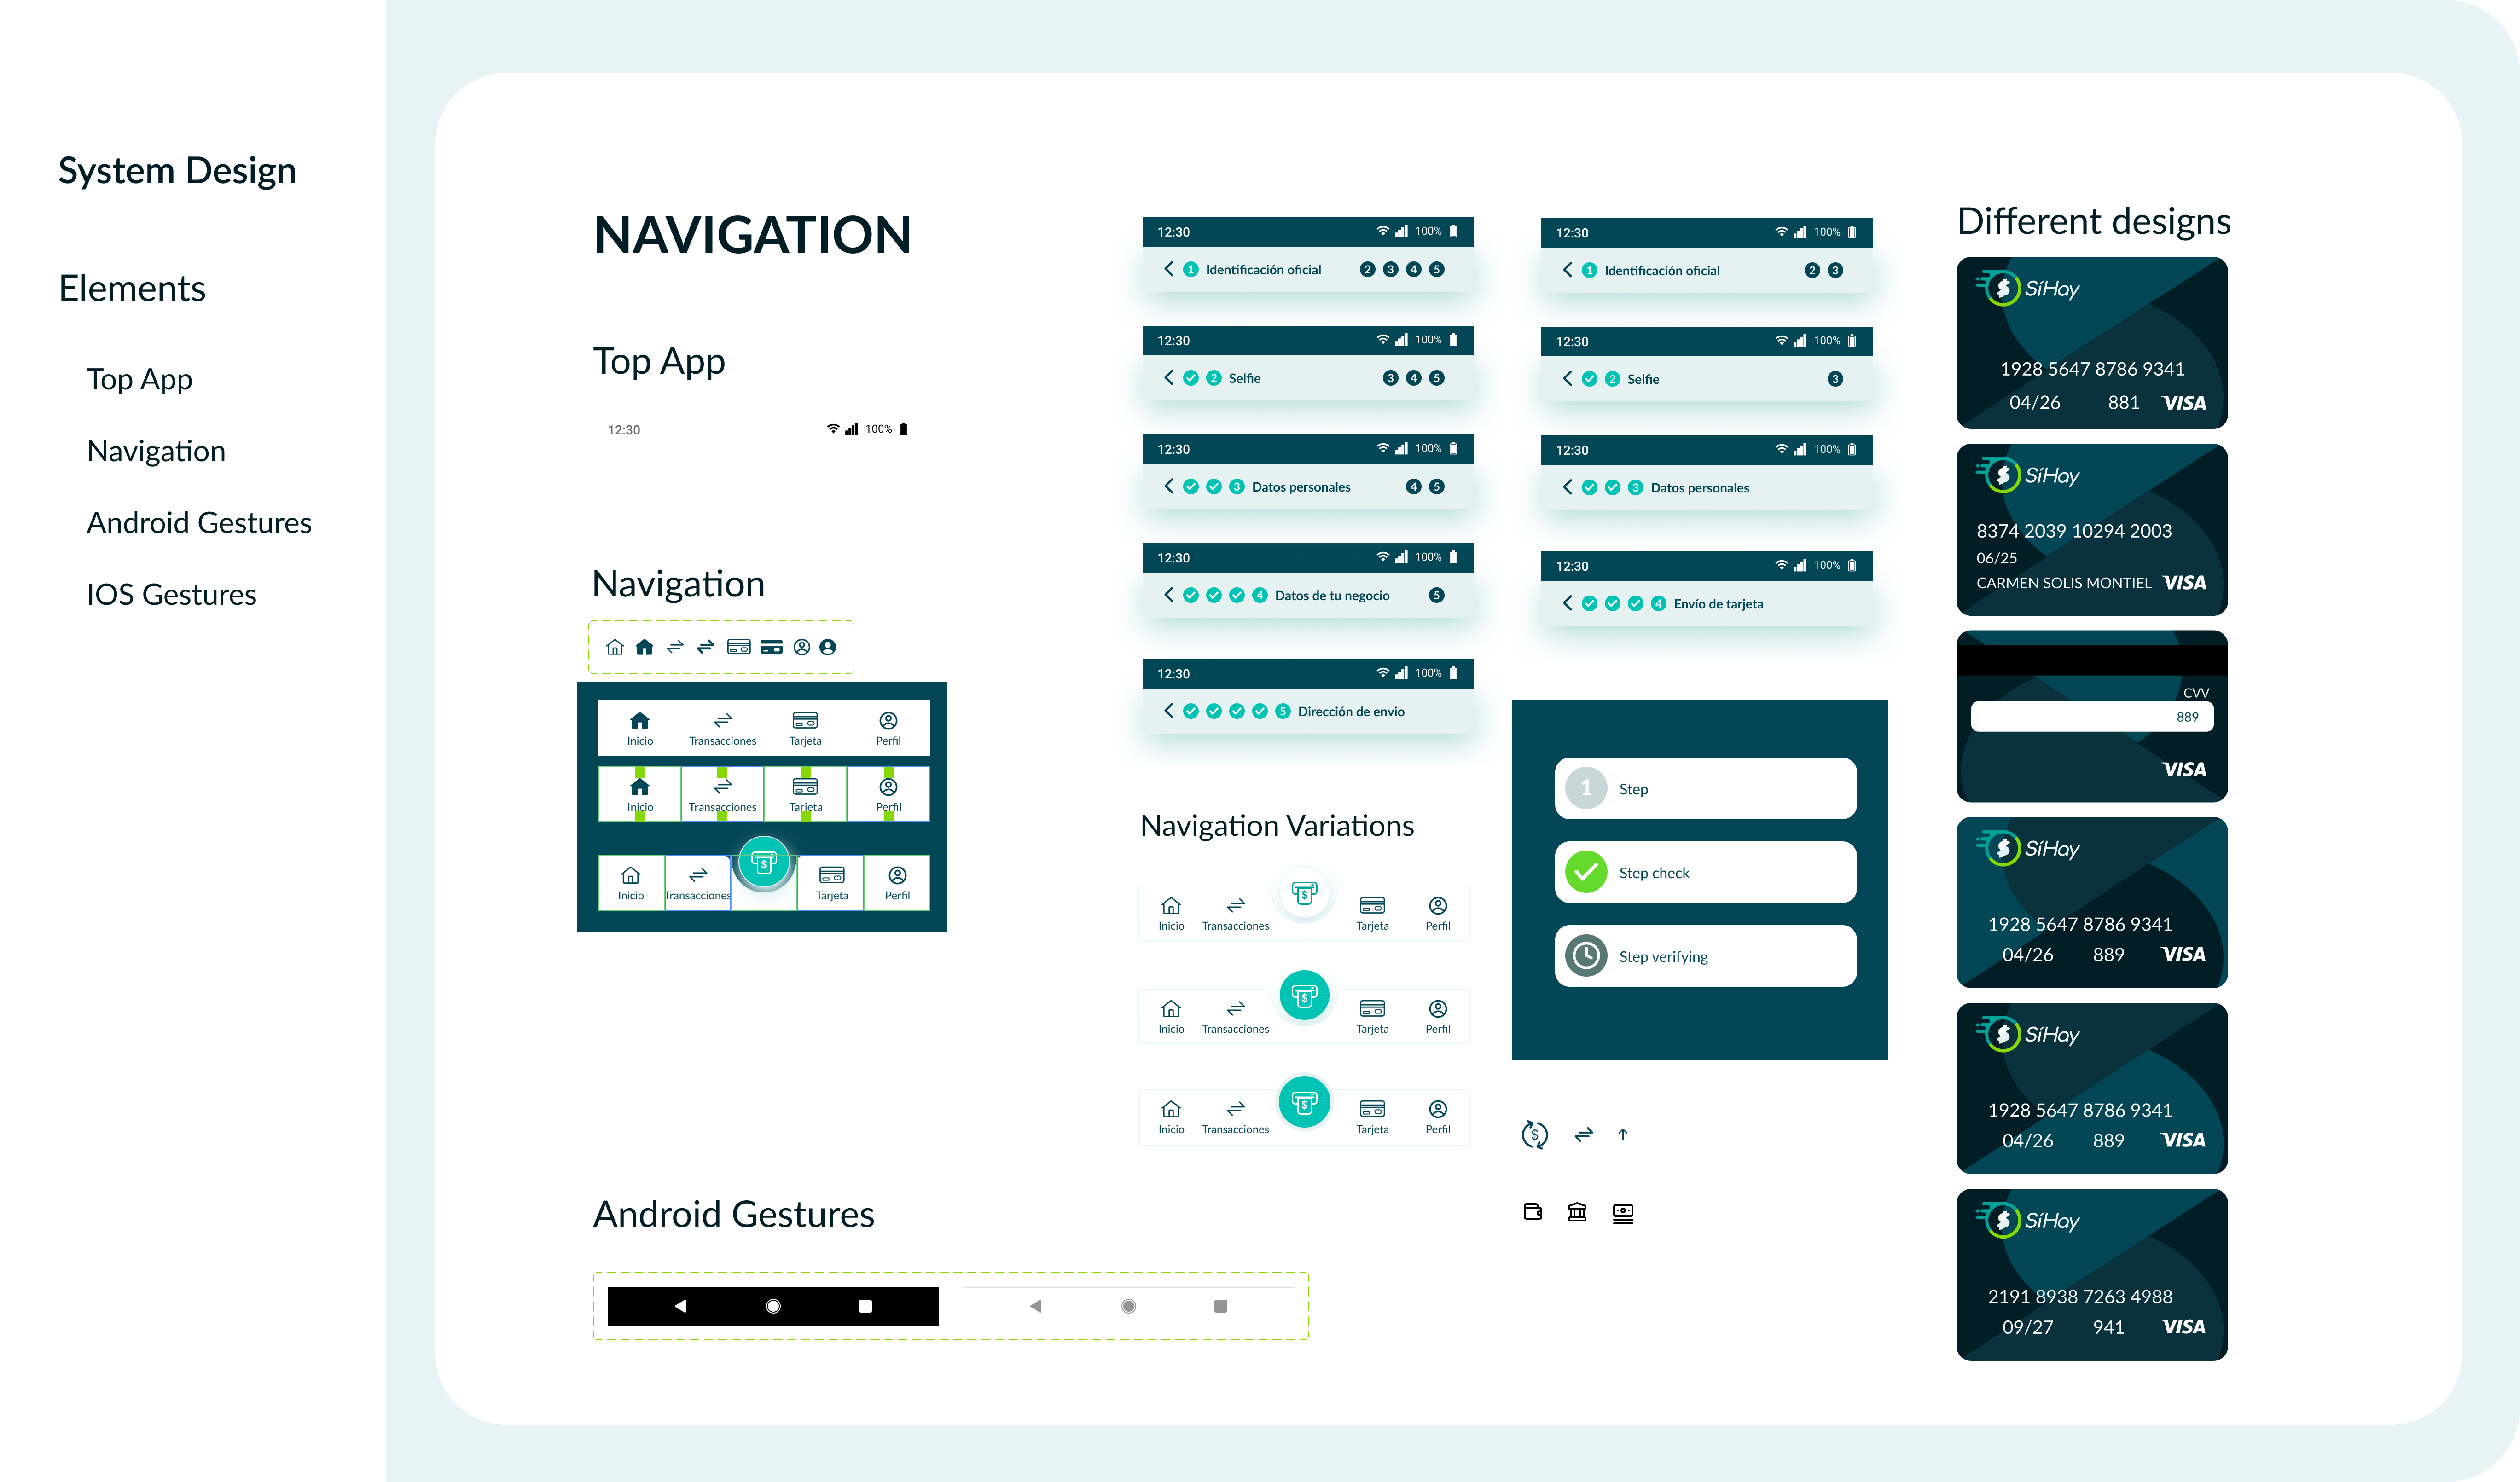 System Design
Elements
Top App
Navigation
Android Gestures
IOS Gestures
NAVIGATION
Top App
12:30 100%
Navigation
Inicio Transacciones Tarjeta Perfil
Inicio Transacciones Tarjeta Perfil
$
Inicio Transacciones Tarjeta Perfil
Android Gestures
12:30 100%
1 Identificación oficial 2 3 4 5
12:30 100%
2 Selfie 3 4 5
12:30 100%
3 Datos personales 4 5
12:30 100%
4 Datos de tu negocio 5
12:30 100%
5 Dirección de envio
Navigation Variations
$
Inicio Transacciones Tarjeta Perfil
$
Inicio Transacciones Tarjeta Perfil
$
Inicio Transacciones Tarjeta Perfil
12:30 100%
1 Identificación oficial 2 3
12:30 100%
2 Selfie 3
12:30 100%
3 Datos personales
12:30 100%
4 Envío de tarjeta
1 Step
Step check
Step verifying
$
Different designs
SíHay
1928 5647 8786 9341
04/26 881 VISA
SíHay
8374 2039 10294 2003
06/25
CARMEN SOLIS MONTIEL VISA
CVV
889
VISA
SíHay
1928 5647 8786 9341
04/26 889 VISA
SíHay
1928 5647 8786 9341
04/26 889 VISA
SíHay
2191 8938 7263 4988
09/27 941 VISA